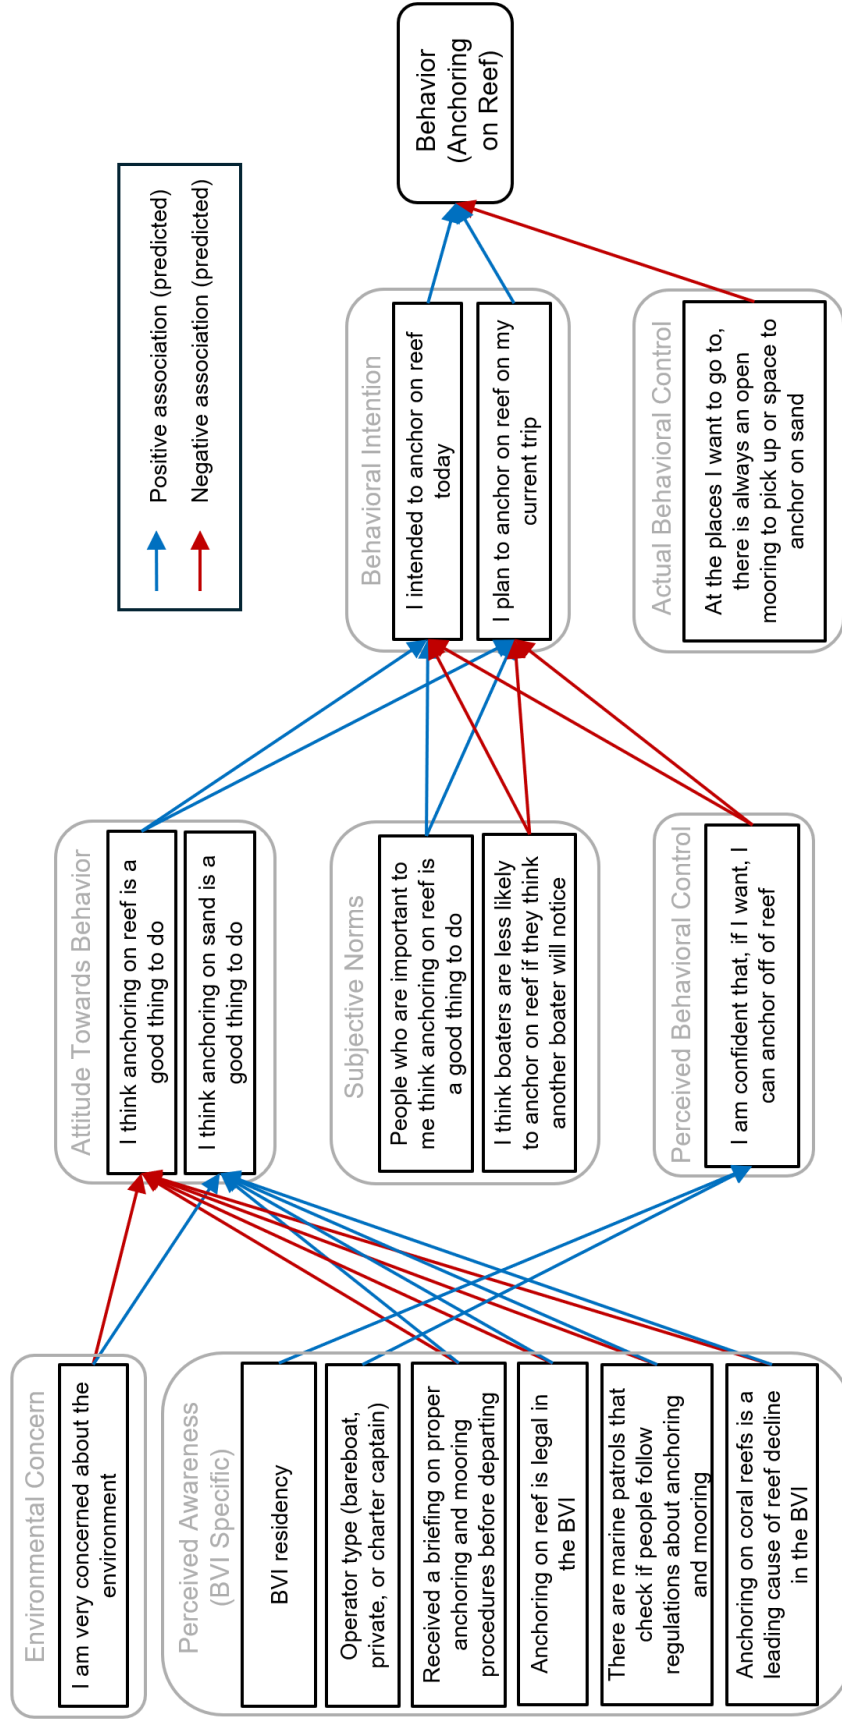 Environmental Concern
I am very concerned about the
environment
Perceived Awareness
(BVI Specific)
BVI residency
Operator type (bareboat,
private, or charter captain)
Received a briefing on proper
anchoring and mooring
procedures before departing
Anchoring on reef is legal in
the BVI
There are marine patrols that
check if people follow
regulations about anchoring
and mooring
Anchoring on coral reefs is a
leading cause of reef decline
in the BVI
Attitude Towards Behavior
I think anchoring on reef is a
good thing to do
I think anchoring on sand is a
good thing to do
Subjective Norms
People who are important to
me think anchoring on reef is
a good thing to do
I think boaters are less likely
to anchor on reef if they think
another boater will notice
Perceived Behavioral Control
I am confident that, if I want, I
can anchor off of reef
Positive association (predicted)
Negative association (predicted)
Behavioral Intention
I intended to anchor on reef
today
I plan to anchor on reef on my
current trip
Actual Behavioral Control
At the places I want to go to,
there is always an open
mooring to pick up or space to
anchor on sand
Behavior
(Anchoring
on Reef)